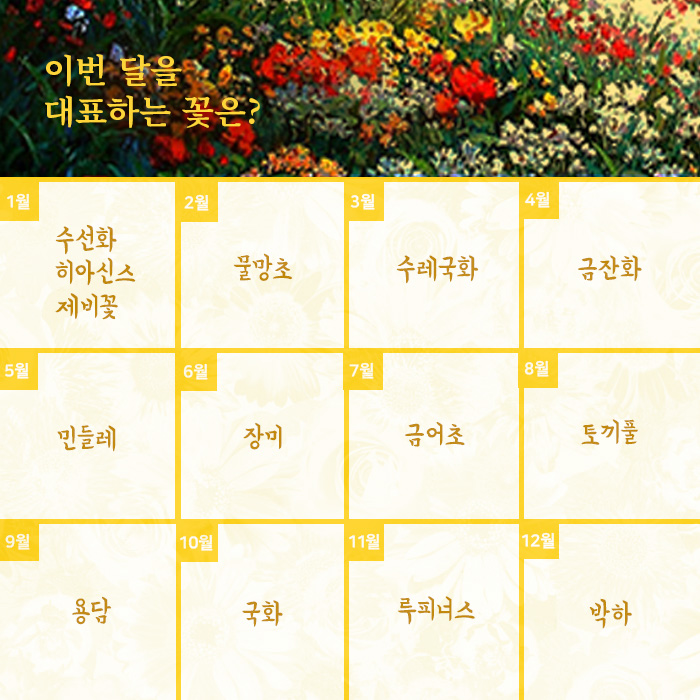 이번 달을
대표하는 꽃은?
1월
수선화
히아신스
제비꽃
2월
물망초
3월
수레국화
4월
금잔화
5월
민들레
6월
장미
7월
금어초
8월
토끼풀
9월
용담
10월
국화
11월
루피너스
12월
박하